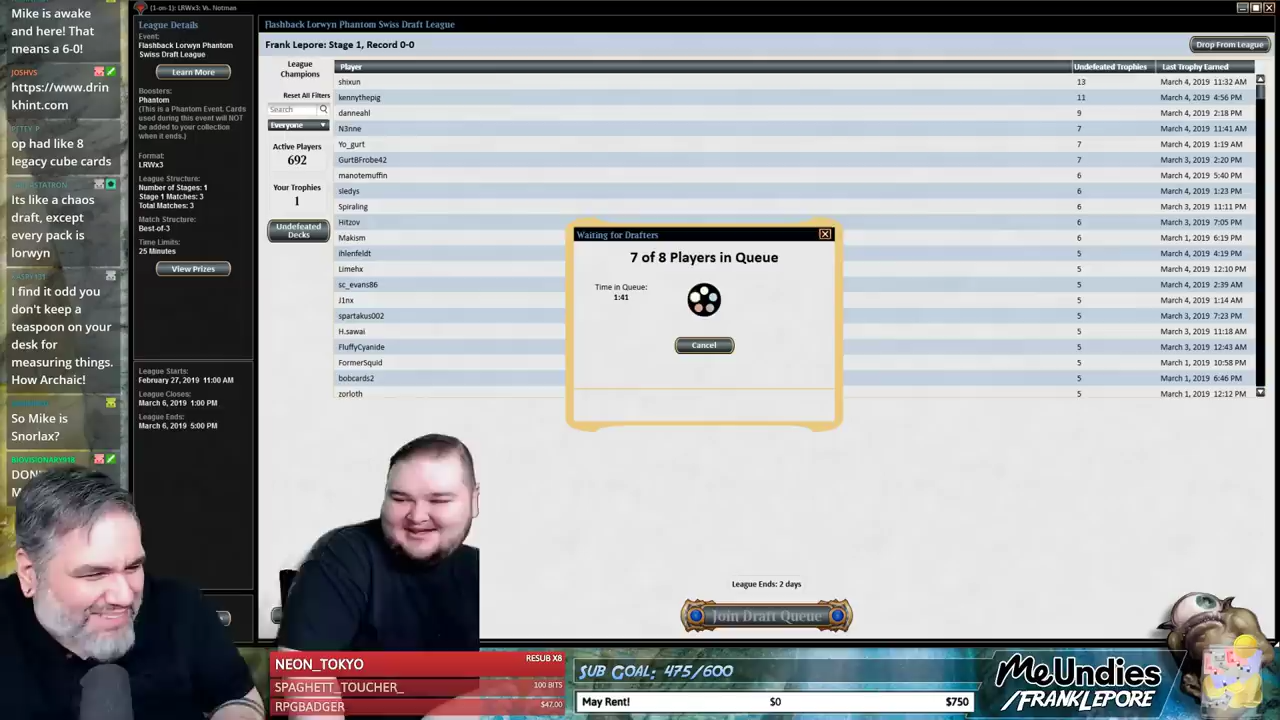 (1-on-1): LRWx3: Vs. Notman
Mike is awake
and here! That
means a 6-0!
JOSHVS
https://www.drin
khint.com
op had like 8
legacy cube cards
Its like a chaos
draft, except
every pack is
lorwyn
I find it odd you
don't keep a
teaspoon on your
desk for
measuring things.
How Archaic!
So Mike is
Snorlax?
BIOVISIONARY918
DON'
League Details
Event:
Flashback Lorwyn Phantom
Swiss Draft League
Learn More
Boosters:
Phantom
(This is a Phantom Event. Cards
used during this event will NOT
be added to your collection
when it ends.)
Format:
LRWx3
League Structure:
Number of Stages: 1
Stage 1 Matches: 3
Total Matches: 3
Match Structure:
Best-of-3
Time Limits:
25 Minutes
View Prizes
League Starts:
February 27, 2019 11:00 AM
League Closes:
March 6, 2019 1:00 PM
League Ends:
March 6, 2019 5:00 PM
Flashback Lorwyn Phantom Swiss Draft League
Frank Lepore: Stage 1, Record 0-0
Drop From League
League
Champions
Reset All Filters
Search
Everyone
Active Players
692
Your Trophies
1
Undefeated
Decks
Player Undefeated Trophies Last Trophy Earned
shixun 13 March 4, 2019 11:32 AM
kennythepig 11 March 4, 2019 4:56 PM
danneahl 9 March 4, 2019 2:18 PM
N3nne 7 March 4, 2019 11:41 AM
Yo_gurt 7 March 4, 2019 1:19 AM
GurtBFrobe42 7 March 3, 2019 2:20 PM
manotemuffin 6 March 4, 2019 5:40 PM
sledys 6 March 4, 2019 1:23 PM
Spiraling 6 March 3, 2019 11:11 PM
Hitzov 6 March 3, 2019 7:05 PM
Makism 6 March 1, 2019 6:19 PM
ihlenfeldt 5 March 4, 2019 4:19 PM
Limehx 5 March 4, 2019 12:10 PM
sc_evans86 5 March 4, 2019 2:39 AM
J1nx 5 March 4, 2019 1:14 AM
spartakus002 5 March 3, 2019 7:23 PM
H.sawai 5 March 3, 2019 11:18 AM
FluffyCyanide 5 March 3, 2019 12:43 AM
FormerSquid 5 March 1, 2019 10:58 PM
bobcards2 5 March 1, 2019 6:46 PM
zorloth 5 March 1, 2019 12:12 PM
Waiting for Drafters
7 of 8 Players in Queue
Time in Queue:
1:41
Cancel
League Ends: 2 days
Join Draft Queue
NEON_TOKYO RESUB X8
SPAGHETT_TOUCHER_ 100 BITS
RPGBADGER $47.00
SUB GOAL: 475/600
May Rent! $0 $750
MeUndies
/FRANKLEPORE